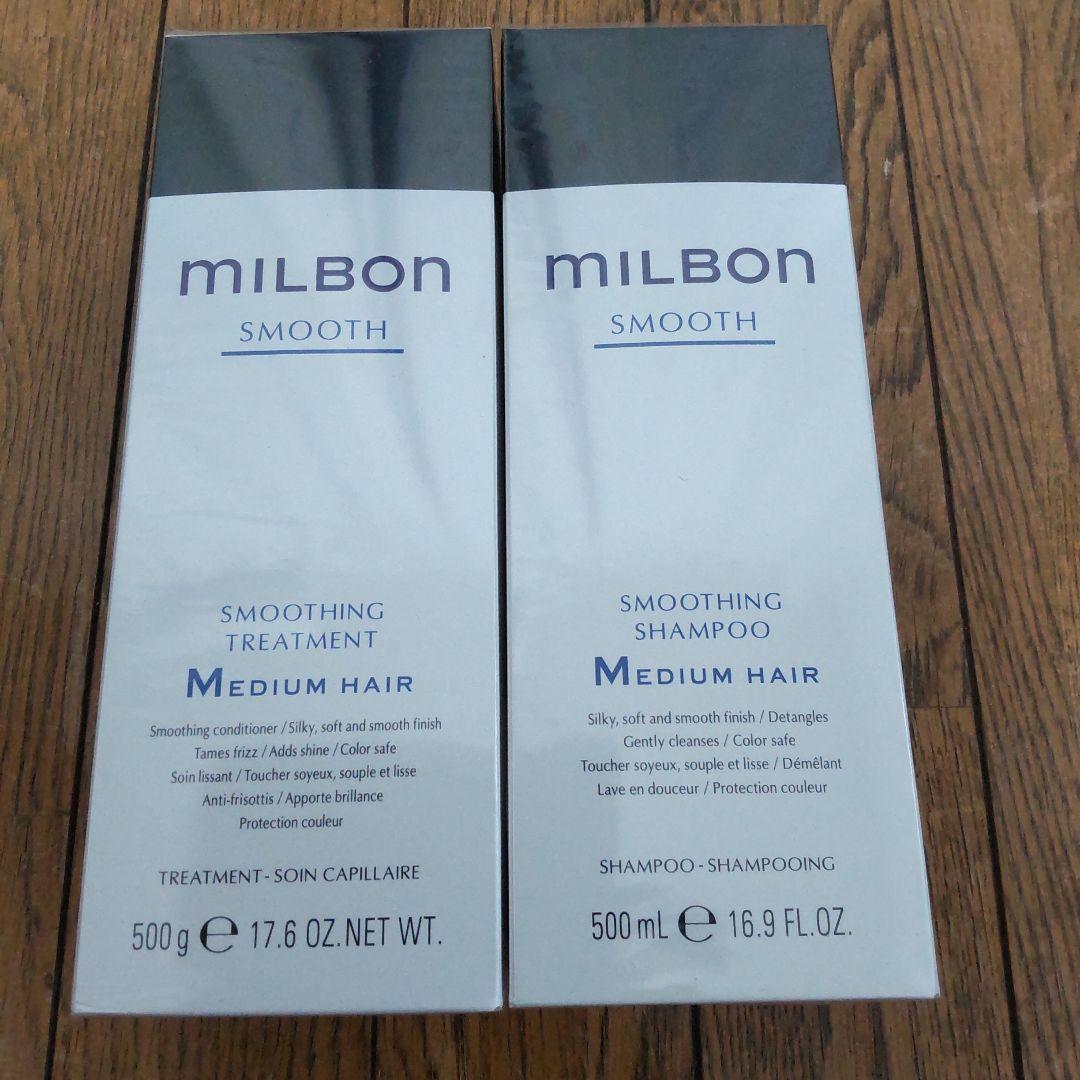 mILBon
SMOOTH
SMOOTHING
TREATMENT
MEDIUM HAIR
Smoothing conditioner / Silky, soft and smooth finish
Tames frizz / Adds shine / Color safe
Soin lissant / Toucher soyeux, souple et lisse
Anti-frisottis / Apporte brillance
Protection couleur
TREATMENT - SOIN CAPILLAIRE
500 g ℮ 17.6 OZ. NET WT.
mILBon
SMOOTH
SMOOTHING
SHAMPOO
MEDIUM HAIR
Silky, soft and smooth finish / Detangles
Gently cleanses / Color safe
Toucher soyeux, souple et lisse / Démêlant
Lave en douceur / Protection couleur
SHAMPOO - SHAMPOOING
500 mL ℮ 16.9 FL.OZ.